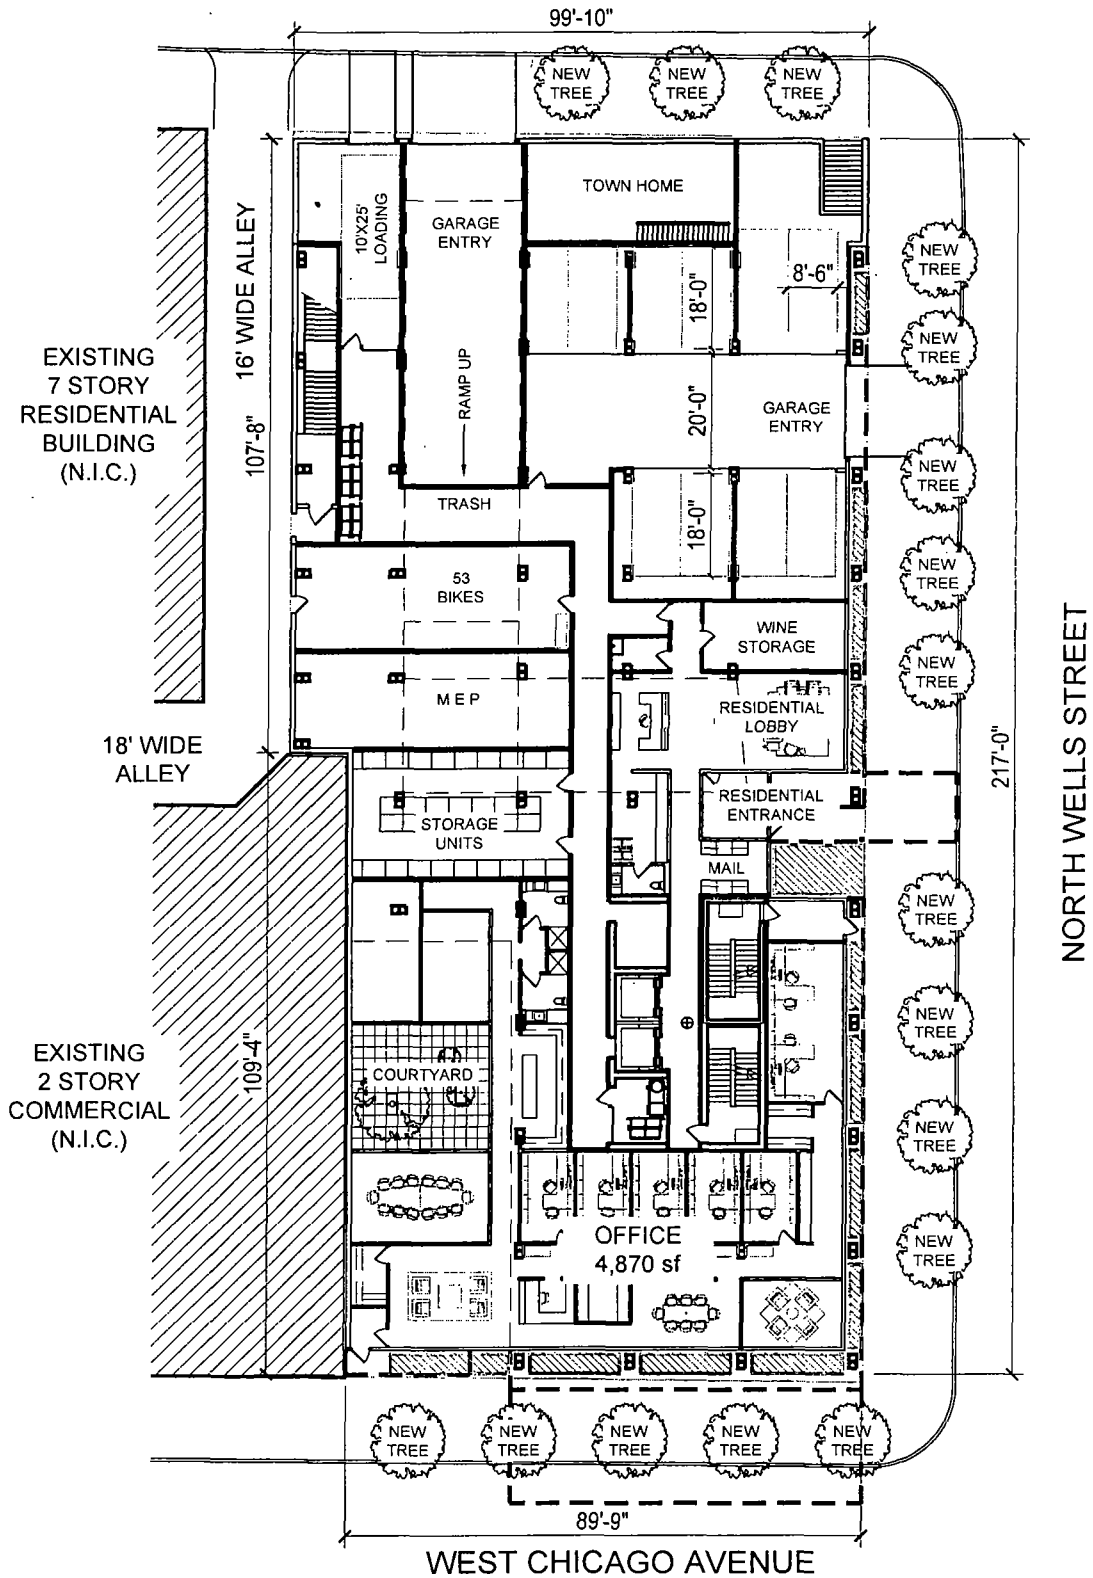 99'-10"
NEW
TREE
NEW
TREE
NEW
TREE
TOWN HOME
10'X25'
LOADING
GARAGE
ENTRY
16' WIDE ALLEY
107'-8"
NEW
TREE
8'-6"
18'-0"
NEW
TREE
EXISTING
7 STORY
RESIDENTIAL
BUILDING
(N.I.C.)
RAMP UP
20'-0"
GARAGE
ENTRY
NEW
TREE
TRASH
18'-0"
NEW
TREE
53
BIKES
WINE
STORAGE
NEW
TREE
MEP
RESIDENTIAL
LOBBY
18' WIDE
ALLEY
217'-0"
NORTH WELLS STREET
RESIDENTIAL
ENTRANCE
STORAGE
UNITS
MAIL
NEW
TREE
NEW
TREE
EXISTING
2 STORY
COMMERCIAL
(N.I.C.)
109'-4"
COURTYARD
NEW
TREE
OFFICE
4,870 sf
NEW
TREE
NEW
TREE
NEW
TREE
NEW
TREE
NEW
TREE
NEW
TREE
89'-9"
WEST CHICAGO AVENUE